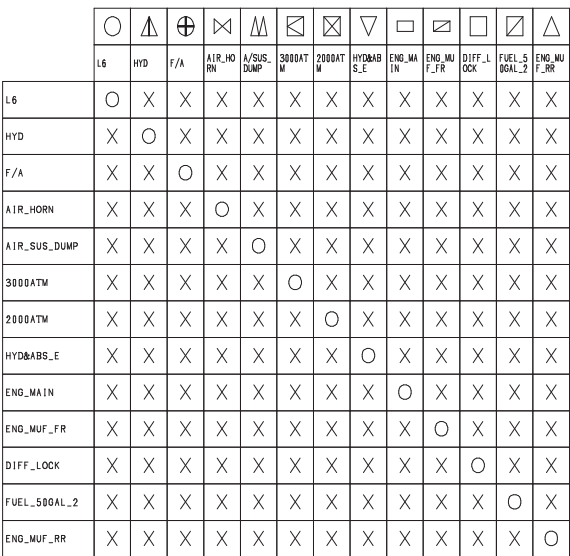 L6 HYD F/A AIR_HO A/SUS_ 3000AT 2000AT HYD&AB ENG_MA ENG_MU DIFF_L FUEL_5 ENG_MU
RN DUMP M M S_E IN F_FR OCK 0GAL_2 F_RR
L6 O X X X X X X X X X X X X
HYD X O X X X X X X X X X X X
F/A X X O X X X X X X X X X X
AIR_HORN X X X O X X X X X X X X X
AIR_SUS_DUMP X X X X O X X X X X X X X
3000ATM X X X X X O X X X X X X X
2000ATM X X X X X X O X X X X X X
HYD&ABS_E X X X X X X X O X X X X X
ENG_MAIN X X X X X X X X O X X X X
ENG_MUF_FR X X X X X X X X X O X X X
DIFF_LOCK X X X X X X X X X X O X X
FUEL_50GAL_2 X X X X X X X X X X X O X
ENG_MUF_RR X X X X X X X X X X X X O